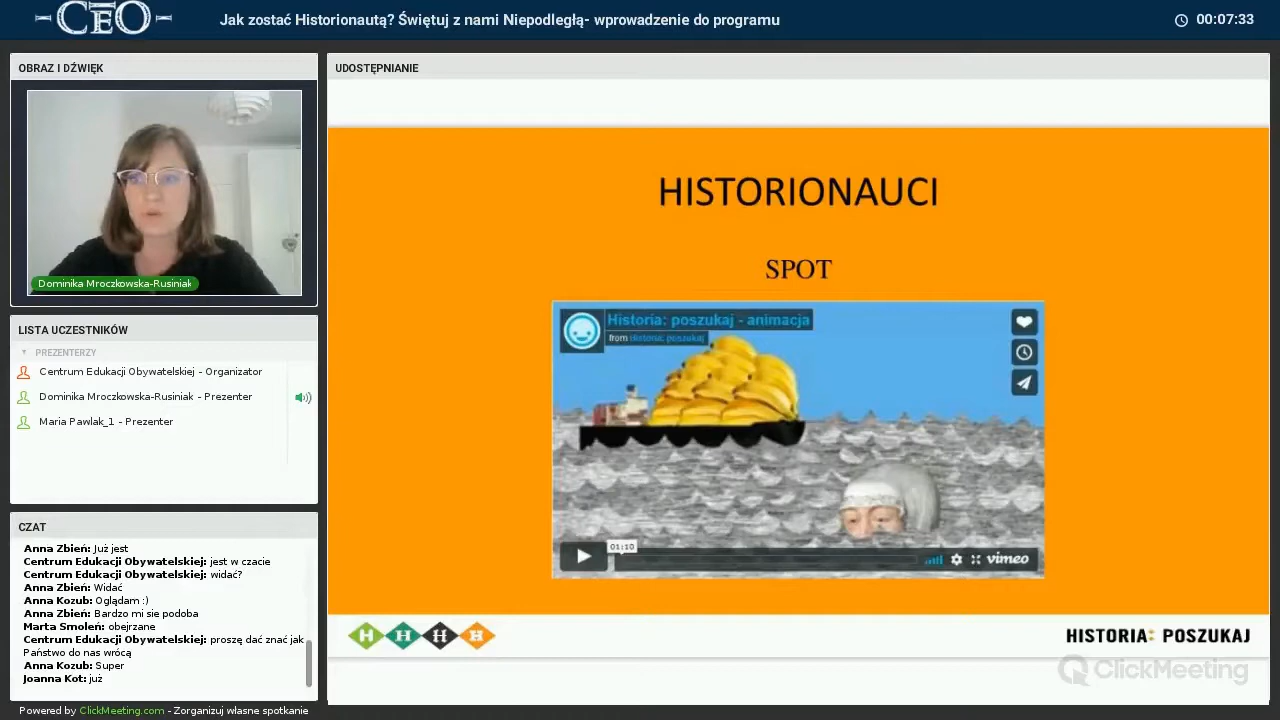 CEO
Jak zostać Historionautą? Świętuj z nami Niepodległą- wprowadzenie do programu
00:07:33
OBRAZ I DŹWIĘK
Dominika Mroczkowska-Rusiniak
LISTA UCZESTNIKÓW
PREZENTERZY
Centrum Edukacji Obywatelskiej - Organizator
Dominika Mroczkowska-Rusiniak - Prezenter
Maria Pawlak_1 - Prezenter
CZAT
Anna Zbień: Już jest
Centrum Edukacji Obywatelskiej: jest w czacie
Centrum Edukacji Obywatelskiej: widać?
Anna Zbień: Widać
Anna Kozub: Oglądam :)
Anna Zbień: Bardzo mi sie podoba
Marta Smoleń: obejrzane
Centrum Edukacji Obywatelskiej: proszę dać znać jak
Państwo do nas wrócą
Anna Kozub: Super
Joanna Kot: już
Powered by ClickMeeting.com - Zorganizuj własne spotkanie
UDOSTĘPNIANIE
HISTORIONAUCI
SPOT
Historia: poszukaj - animacja
from Historia: poszukaj
01:10
vimeo
H H H H
HISTORIA: POSZUKAJ
ClickMeeting